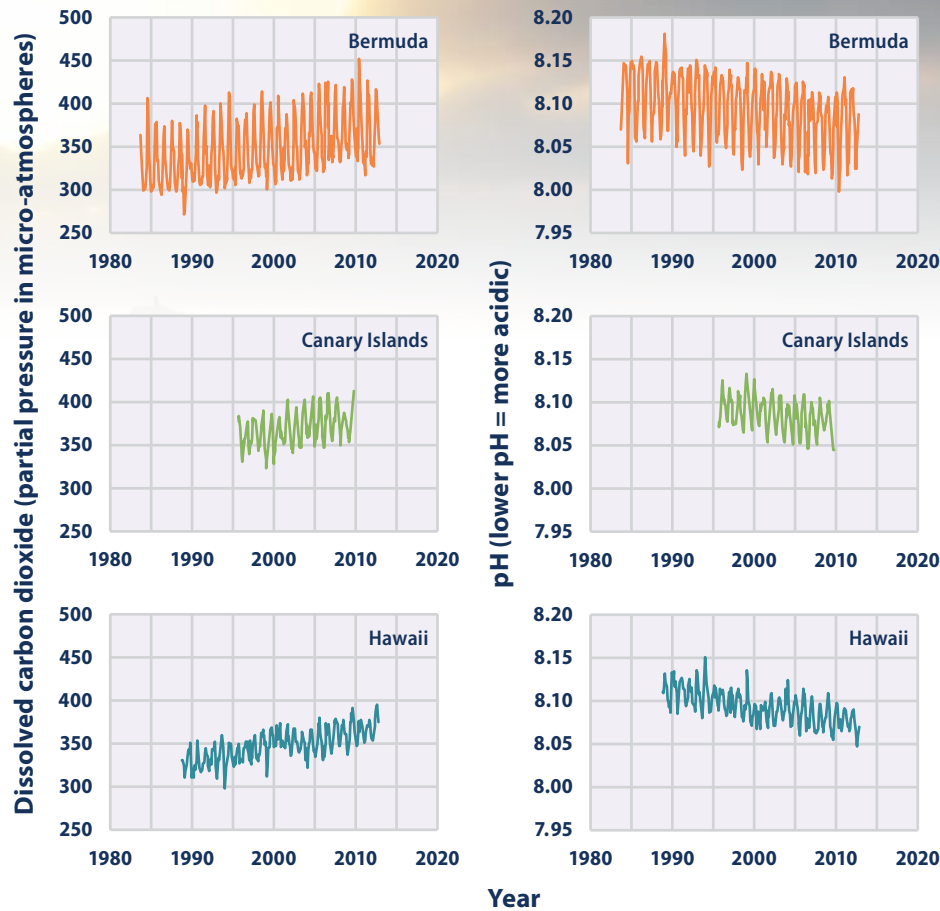 Dissolved carbon dioxide (partial pressure in micro-atmospheres)
500
450
400
350
300
250
Bermuda
1980 1990 2000 2010 2020
500
450
400
350
300
250
Canary Islands
1980 1990 2000 2010 2020
500
450
400
350
300
250
Hawaii
1980 1990 2000 2010 2020
pH (lower pH = more acidic)
8.20
8.15
8.10
8.05
8.00
7.95
Bermuda
1980 1990 2000 2010 2020
8.20
8.15
8.10
8.05
8.00
7.95
Canary Islands
1980 1990 2000 2010 2020
8.20
8.15
8.10
8.05
8.00
7.95
Hawaii
1980 1990 2000 2010 2020
Year